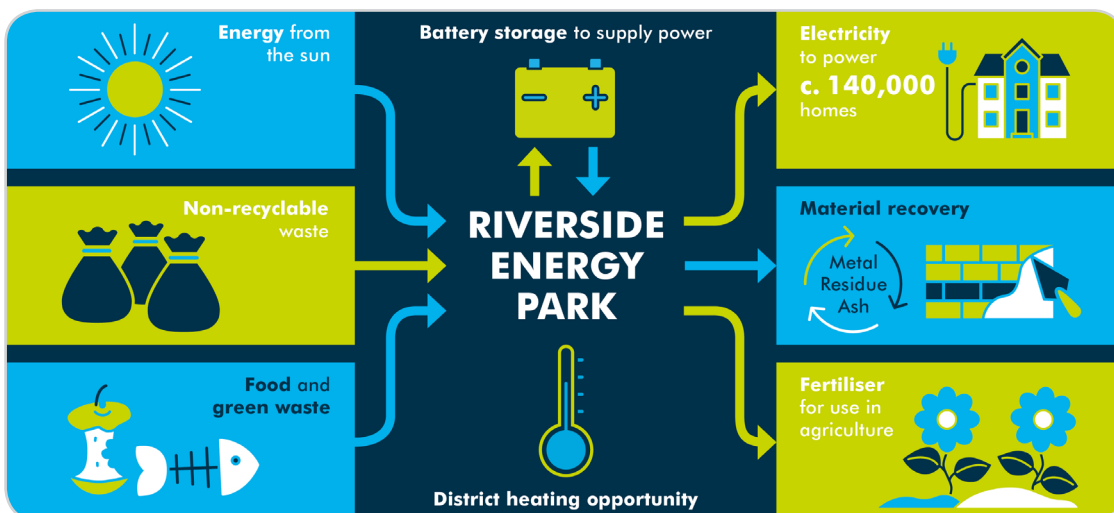 Energy from
the sun
Non-recyclable
waste
Food and
green waste
Battery storage to supply power
RIVERSIDE
ENERGY
PARK
District heating opportunity
Electricity
to power
c. 140,000
homes
Material recovery
Metal
Residue
Ash
Fertiliser
for use in
agriculture